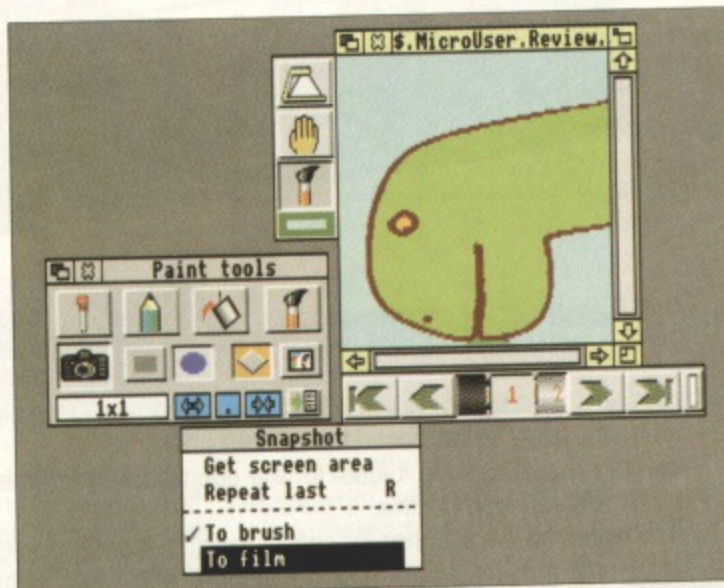 $.MicroUser.Review.
Paint tools
1x1
1 2
Snapshot
Get screen area
Repeat last R
✓ To brush
To film